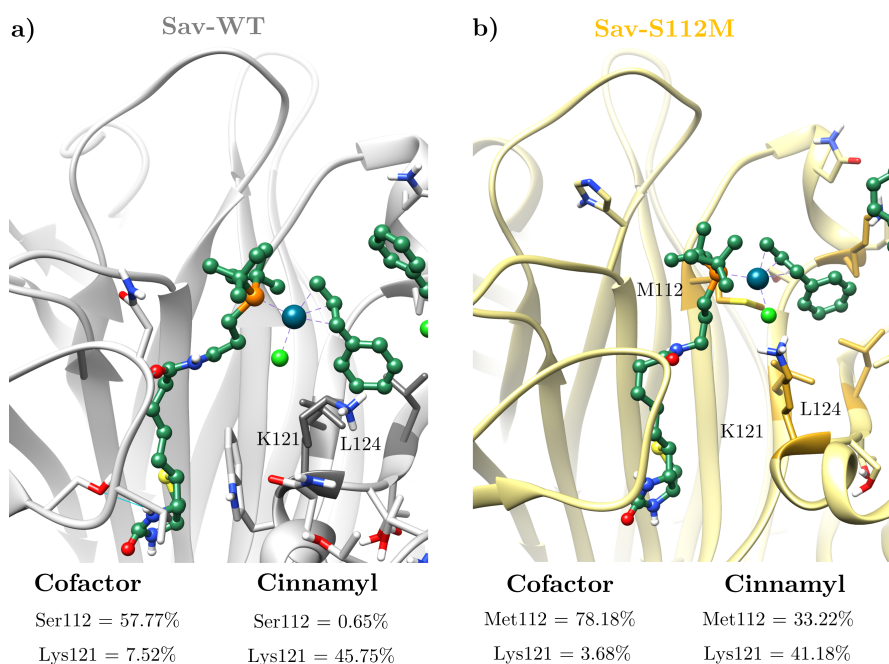 a)
Sav-WT
K121
L124
Cofactor
Cinnamyl
Ser112 = 57.77%
Ser112 = 0.65%
Lys121 = 7.52%
Lys121 = 45.75%
b)
Sav-S112M
M112
L124
K121
Cofactor
Cinnamyl
Met112 = 78.18%
Met112 = 33.22%
Lys121 = 3.68%
Lys121 = 41.18%